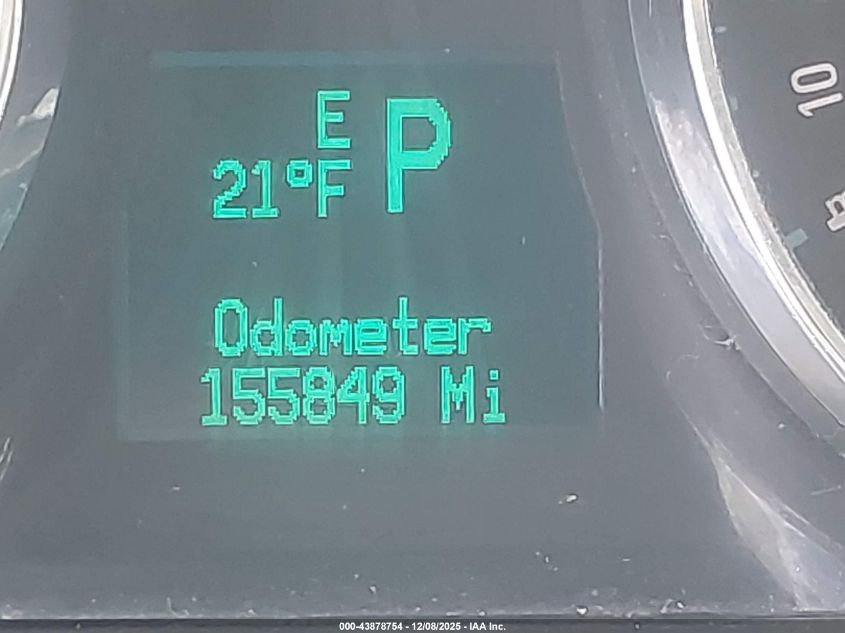 E
21°F P
Odometer
155849 Mi
10
000-43878754 - 12/08/2025 - IAA Inc.